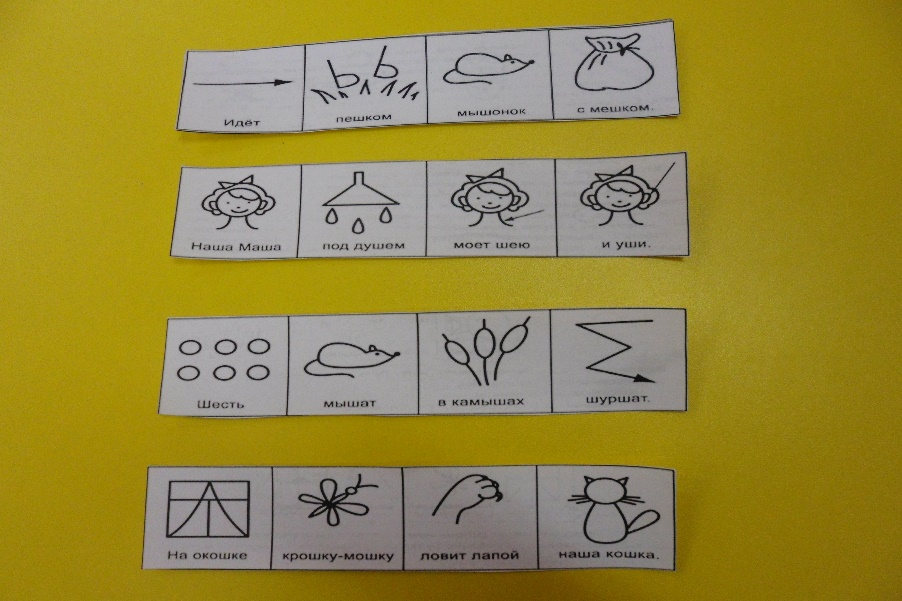 Идёт пешком мышонок с мешком.
Наша Маша под душем моет шею и уши.
Шесть мышат в камышах шуршат.
На окошке крошку-мошку ловит лапой наша кошка.